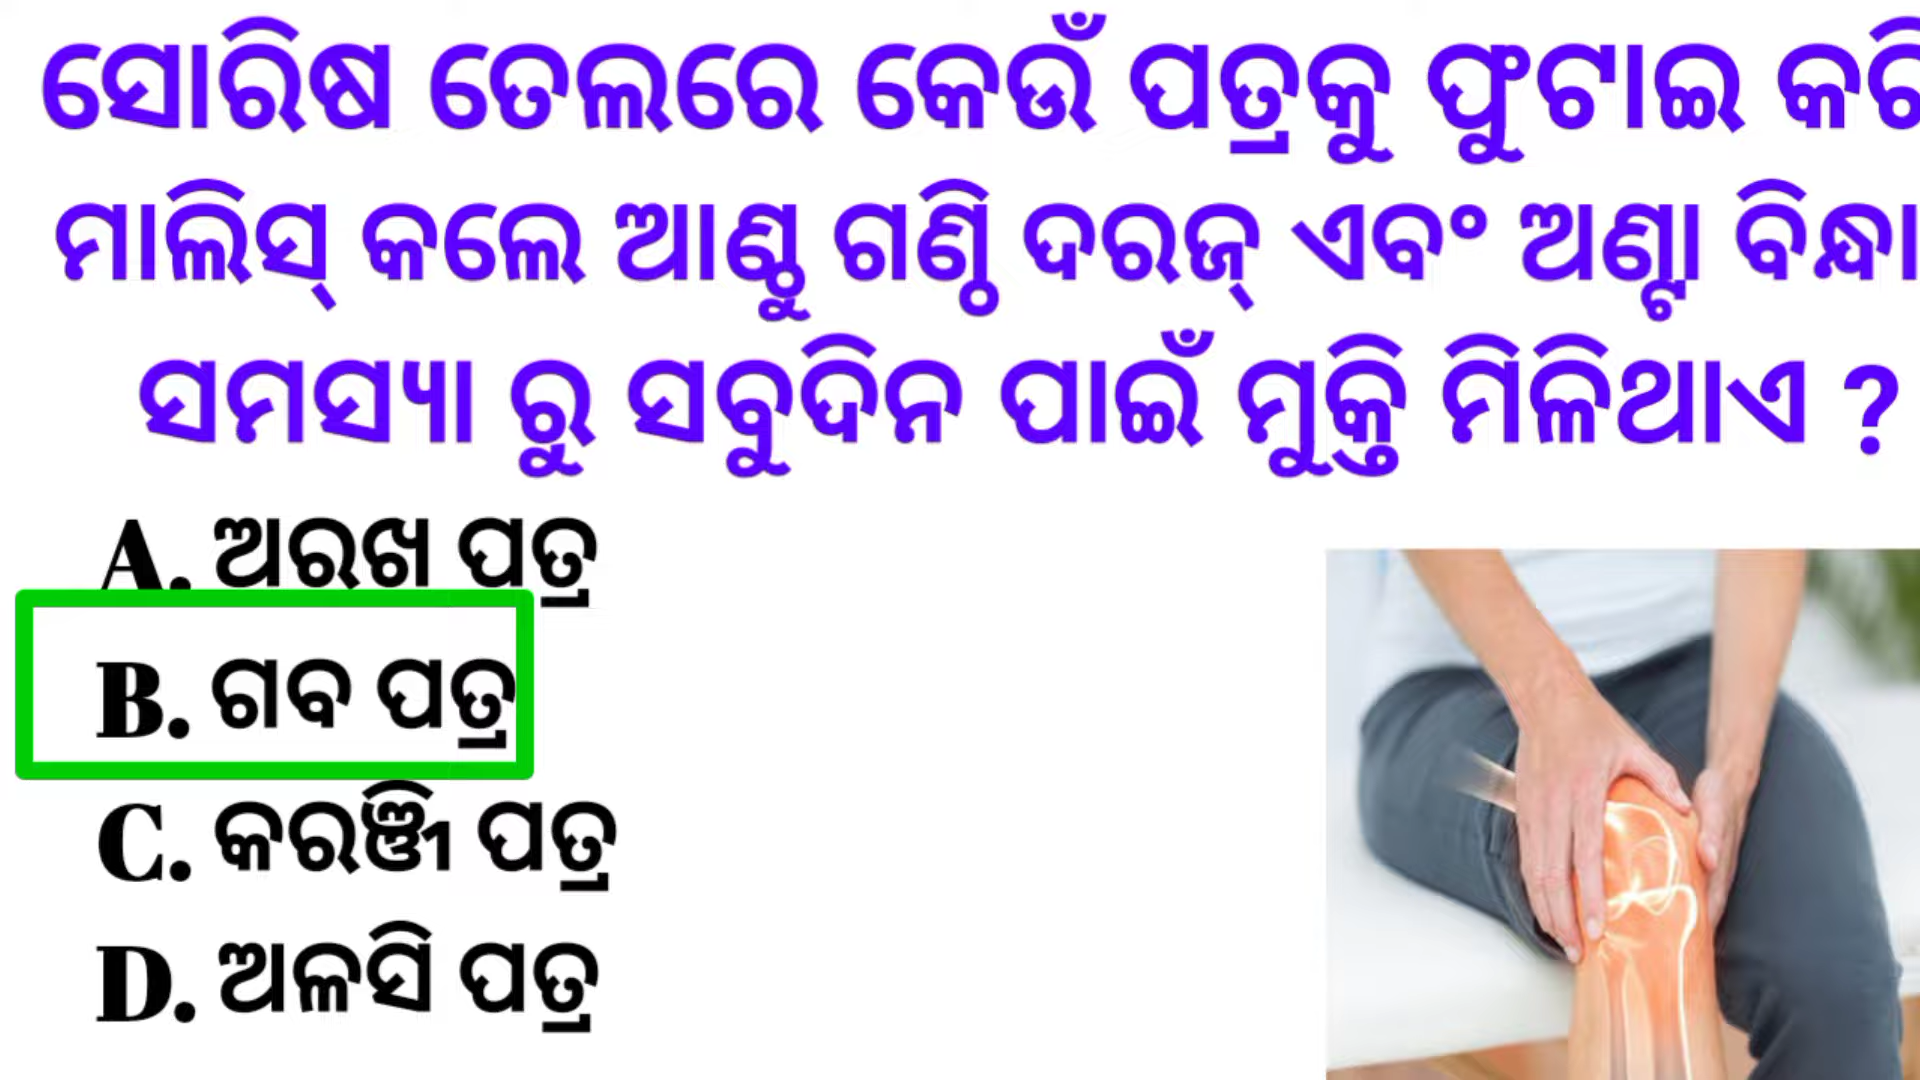 ସୋରିଷ ତେଲରେ କେଉଁ ପତ୍ରକୁ ଫୁଟାଇ କରି
ମାଲିସ୍ କଲେ ଆଣ୍ଠୁ ଗଣ୍ଠି ଦରଜ୍ ଏବଂ ଅଣ୍ଟା ବିନ୍ଧା
ସମସ୍ୟା ରୁ ସବୁଦିନ ପାଇଁ ମୁକ୍ତି ମିଳିଥାଏ ?
A. ଅରଖ ପତ୍ର
B. ଗବ ପତ୍ର
C. କରଞ୍ଜୀ ପତ୍ର
D. ଅଳସି ପତ୍ର